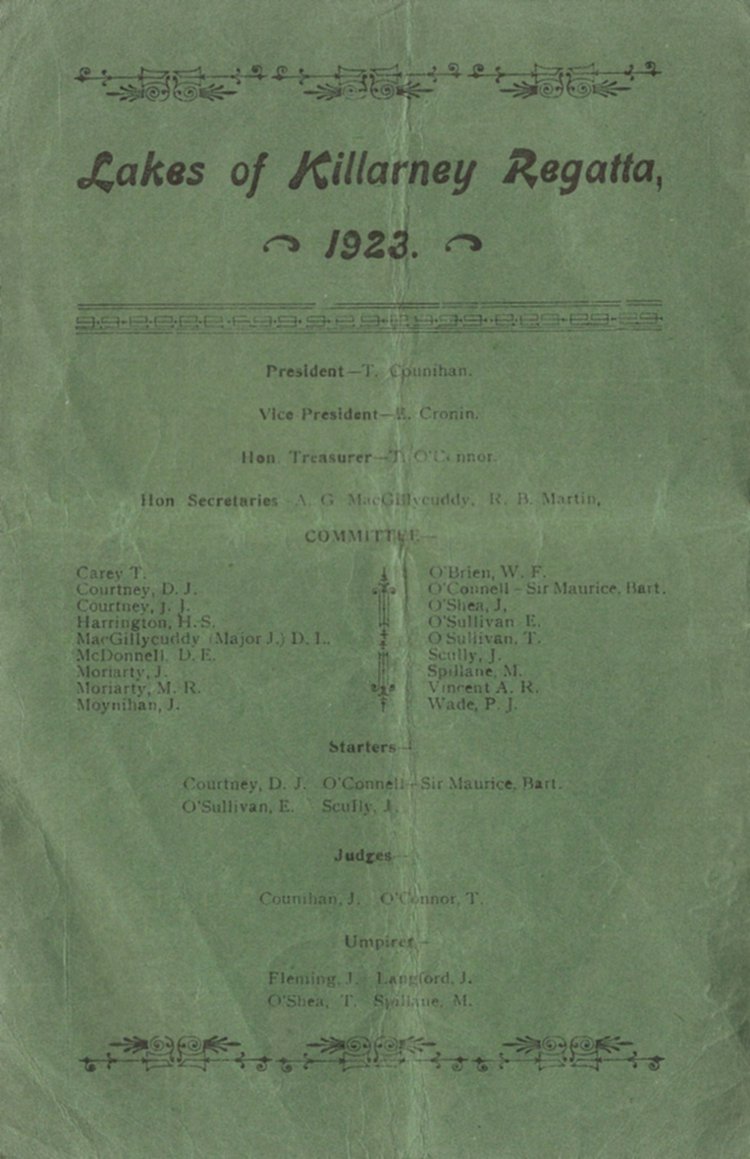 Lakes of Killarney Regatta,
1923.
President—T. Counihan.
Vice President—M. Cronin.
Hon. Treasurer—T. O'Connor.
Hon Secretaries—A. G MacGillycuddy, R. B. Martin,
COMMITTEE—
Carey T.
Courtney, D. J.
Courtney, J. J.
Harrington, H.S.
MacGillycuddy (Major J.) D. L.
McDonnell, D. E.
Moriarty, J.
Moriarty, M. R.
Moynihan, J.
O'Brien, W. F.
O'Connell - Sir Maurice, Bart.
O'Shea, J,
O'Sullivan E.
O Sullivan, T.
Scully, J.
Spillane, M.
Vincent A. R.
Wade, P. J.
Starters—
Courtney, D. J. O'Connell—Sir Maurice, Bart.
O'Sullivan, E. Scully, J.
Judges—
Counihan, J. O'Connor, T.
Umpires—
Fleming, J. Langford, J.
O'Shea, T. Spillane, M.